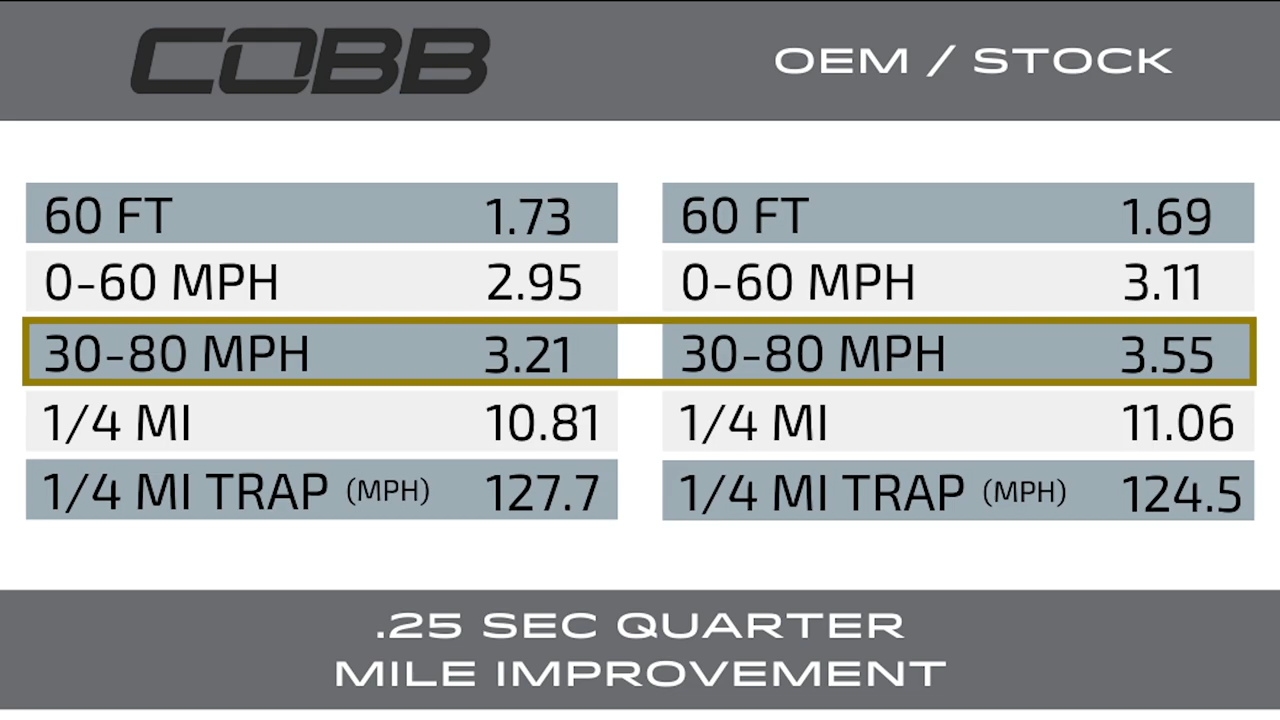 COBB OEM / STOCK
60 FT 1.73 60 FT 1.69
0-60 MPH 2.95 0-60 MPH 3.11
30-80 MPH 3.21 30-80 MPH 3.55
1/4 MI 10.81 1/4 MI 11.06
1/4 MI TRAP (MPH) 127.7 1/4 MI TRAP (MPH) 124.5
.25 SEC QUARTER
MILE IMPROVEMENT